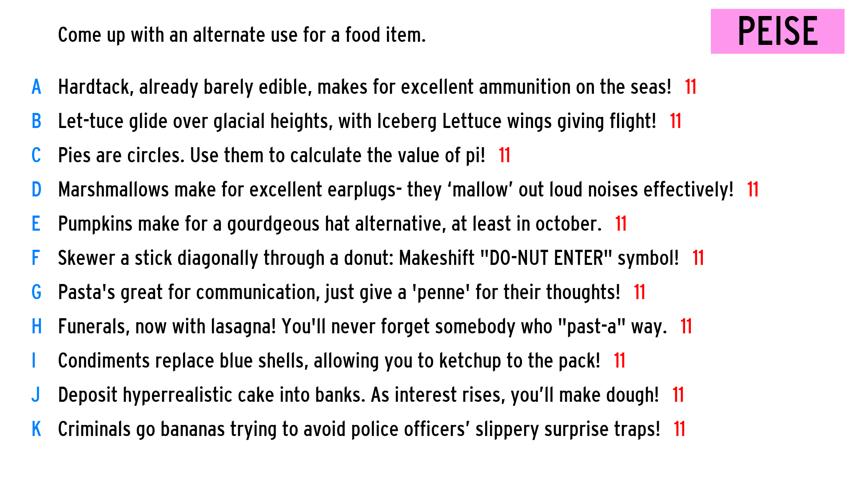 Come up with an alternate use for a food item.
PEISE
A Hardtack, already barely edible, makes for excellent ammunition on the seas! 11
B Let-tuce glide over glacial heights, with Iceberg Lettuce wings giving flight! 11
C Pies are circles. Use them to calculate the value of pi! 11
D Marshmallows make for excellent earplugs- they ‘mallow’ out loud noises effectively! 11
E Pumpkins make for a gourdgeous hat alternative, at least in october. 11
F Skewer a stick diagonally through a donut: Makeshift "DO-NUT ENTER" symbol! 11
G Pasta's great for communication, just give a 'penne' for their thoughts! 11
H Funerals, now with lasagna! You'll never forget somebody who "past-a" way. 11
I Condiments replace blue shells, allowing you to ketchup to the pack! 11
J Deposit hyperrealistic cake into banks. As interest rises, you’ll make dough! 11
K Criminals go bananas trying to avoid police officers’ slippery surprise traps! 11